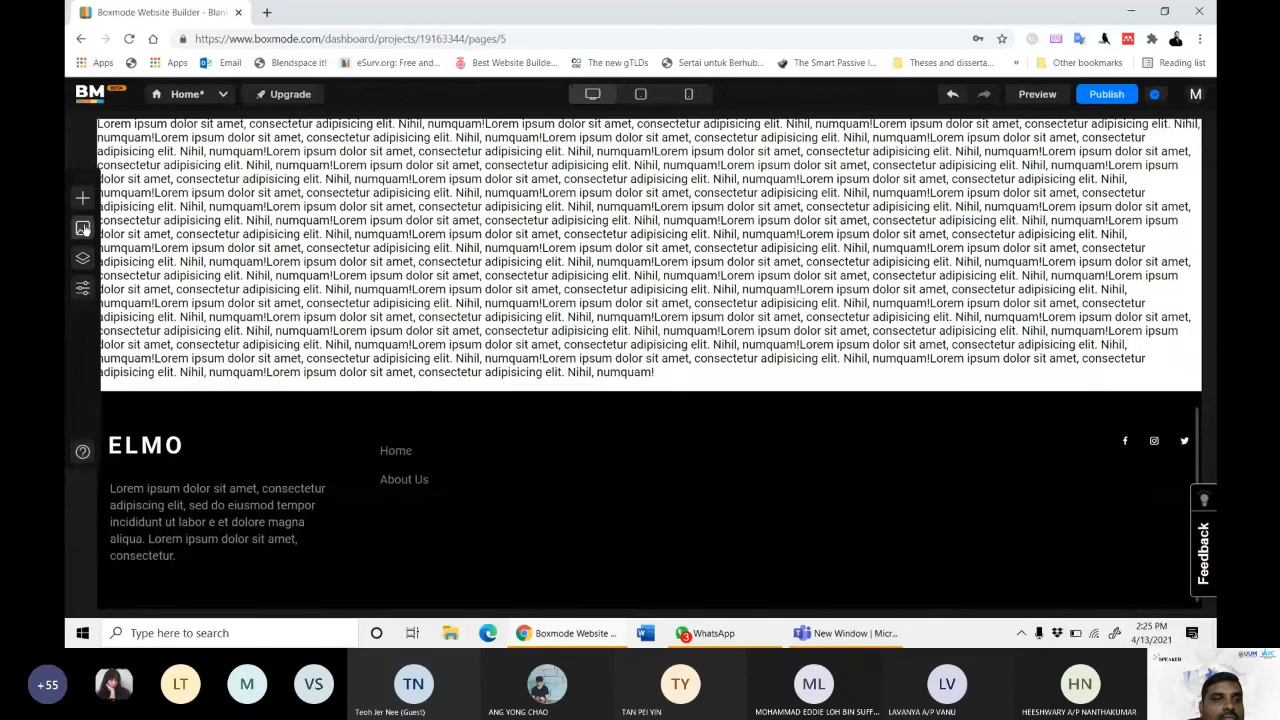 Boxmode Website Builder - Blank
https://www.boxmode.com/dashboard/projects/19163344/pages/5
Apps Apps Email Blendspace it! eSurv.org: Free and... Best Website Builde... The new gTLDs Sertai untuk Berhub... The Smart Passive I... Theses and disserta... » Other bookmarks Reading list
BM BETA Home* Upgrade Preview Publish M
Lorem ipsum dolor sit amet, consectetur adipisicing elit. Nihil, numquam!Lorem ipsum dolor sit amet, consectetur adipisicing elit. Nihil, numquam!Lorem ipsum dolor sit amet, consectetur adipisicing elit. Nihil,
numquam!Lorem ipsum dolor sit amet, consectetur adipisicing elit. Nihil, numquam!Lorem ipsum dolor sit amet, consectetur adipisicing elit. Nihil, numquam!Lorem ipsum dolor sit amet, consectetur
adipisicing elit. Nihil, numquam!Lorem ipsum dolor sit amet, consectetur adipisicing elit. Nihil, numquam!Lorem ipsum dolor sit amet, consectetur adipisicing elit. Nihil, numquam!Lorem ipsum dolor sit amet,
consectetur adipisicing elit. Nihil, numquam!Lorem ipsum dolor sit amet, consectetur adipisicing elit. Nihil, numquam!Lorem ipsum dolor sit amet, consectetur adipisicing elit. Nihil, numquam!Lorem ipsum
dolor sit amet, consectetur adipisicing elit. Nihil, numquam!Lorem ipsum dolor sit amet, consectetur adipisicing elit. Nihil, numquam!Lorem ipsum dolor sit amet, consectetur adipisicing elit. Nihil,
numquam!Lorem ipsum dolor sit amet, consectetur adipisicing elit. Nihil, numquam!Lorem ipsum dolor sit amet, consectetur adipisicing elit. Nihil, numquam!Lorem ipsum dolor sit amet, consectetur
adipisicing elit. Nihil, numquam!Lorem ipsum dolor sit amet, consectetur adipisicing elit. Nihil, numquam!Lorem ipsum dolor sit amet, consectetur adipisicing elit. Nihil, numquam!Lorem ipsum dolor sit amet,
consectetur adipisicing elit. Nihil, numquam!Lorem ipsum dolor sit amet, consectetur adipisicing elit. Nihil, numquam!Lorem ipsum dolor sit amet, consectetur adipisicing elit. Nihil, numquam!Lorem ipsum
dolor sit amet, consectetur adipisicing elit. Nihil, numquam!Lorem ipsum dolor sit amet, consectetur adipisicing elit. Nihil, numquam!Lorem ipsum dolor sit amet, consectetur adipisicing elit. Nihil,
numquam!Lorem ipsum dolor sit amet, consectetur adipisicing elit. Nihil, numquam!Lorem ipsum dolor sit amet, consectetur adipisicing elit. Nihil, numquam!Lorem ipsum dolor sit amet, consectetur
adipisicing elit. Nihil, numquam!Lorem ipsum dolor sit amet, consectetur adipisicing elit. Nihil, numquam!Lorem ipsum dolor sit amet, consectetur adipisicing elit. Nihil, numquam!Lorem ipsum dolor sit amet,
consectetur adipisicing elit. Nihil, numquam!Lorem ipsum dolor sit amet, consectetur adipisicing elit. Nihil, numquam!Lorem ipsum dolor sit amet, consectetur adipisicing elit. Nihil, numquam!Lorem ipsum
dolor sit amet, consectetur adipisicing elit. Nihil, numquam!Lorem ipsum dolor sit amet, consectetur adipisicing elit. Nihil, numquam!Lorem ipsum dolor sit amet, consectetur adipisicing elit. Nihil,
numquam!Lorem ipsum dolor sit amet, consectetur adipisicing elit. Nihil, numquam!Lorem ipsum dolor sit amet, consectetur adipisicing elit. Nihil, numquam!Lorem ipsum dolor sit amet, consectetur
adipisicing elit. Nihil, numquam!Lorem ipsum dolor sit amet, consectetur adipisicing elit. Nihil, numquam!Lorem ipsum dolor sit amet, consectetur adipisicing elit. Nihil, numquam!Lorem ipsum dolor sit amet,
consectetur adipisicing elit. Nihil, numquam!Lorem ipsum dolor sit amet, consectetur adipisicing elit. Nihil, numquam!Lorem ipsum dolor sit amet, consectetur adipisicing elit. Nihil, numquam!Lorem ipsum
dolor sit amet, consectetur adipisicing elit. Nihil, numquam!Lorem ipsum dolor sit amet, consectetur adipisicing elit. Nihil, numquam!Lorem ipsum dolor sit amet, consectetur adipisicing elit. Nihil,
numquam!Lorem ipsum dolor sit amet, consectetur adipisicing elit. Nihil, numquam!Lorem ipsum dolor sit amet, consectetur adipisicing elit. Nihil, numquam!Lorem ipsum dolor sit amet, consectetur
adipisicing elit. Nihil, numquam!Lorem ipsum dolor sit amet, consectetur adipisicing elit. Nihil, numquam!
ELMO
Lorem ipsum dolor sit amet, consectetur
adipiscing elit, sed do eiusmod tempor
incididunt ut labor e et dolore magna
aliqua. Lorem ipsum dolor sit amet,
consectetur.
Home
About Us
Feedback
Type here to search
Boxmode Website ...
3 WhatsApp
New Window | Micr...
2:25 PM
4/13/2021
+55 LT M VS TN TY ML LV HN
Teoh Jer Nee (Guest) ANG YONG CHAO TAN PEI YIN MOHAMMAD EDDIE LOH BIN SUFF... LAVANYA A/P VANU HEESHWARY A/P NANTHAKUMAR
SPEAKER
UUM